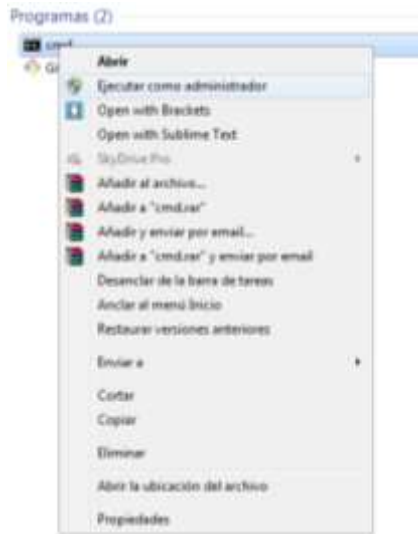 Programas (2)
cmd
Abrir
Ejecutar como administrador
Open with Brackets
Open with Sublime Text
SkyDrive Pro
Añadir al archivo...
Añadir a "cmd.rar"
Añadir y enviar por email...
Añadir a "cmd.rar" y enviar por email
Desanclar de la barra de tareas
Anclar al menú Inicio
Restaurar versiones anteriores
Enviar a
Cortar
Copiar
Eliminar
Abrir la ubicación del archivo
Propiedades